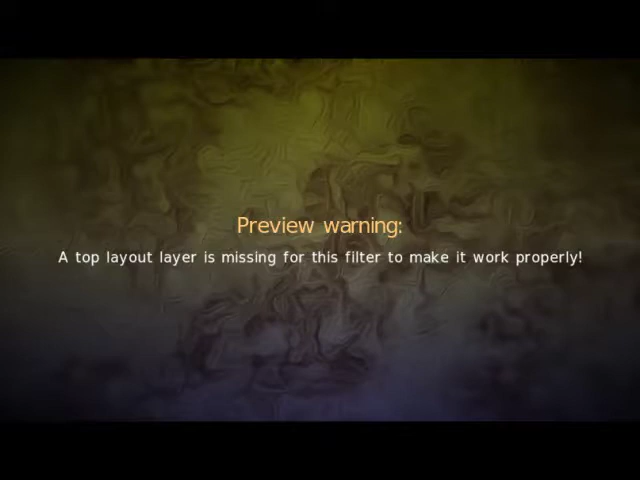 Preview warning:
A top layout layer is missing for this filter to make it work properly!